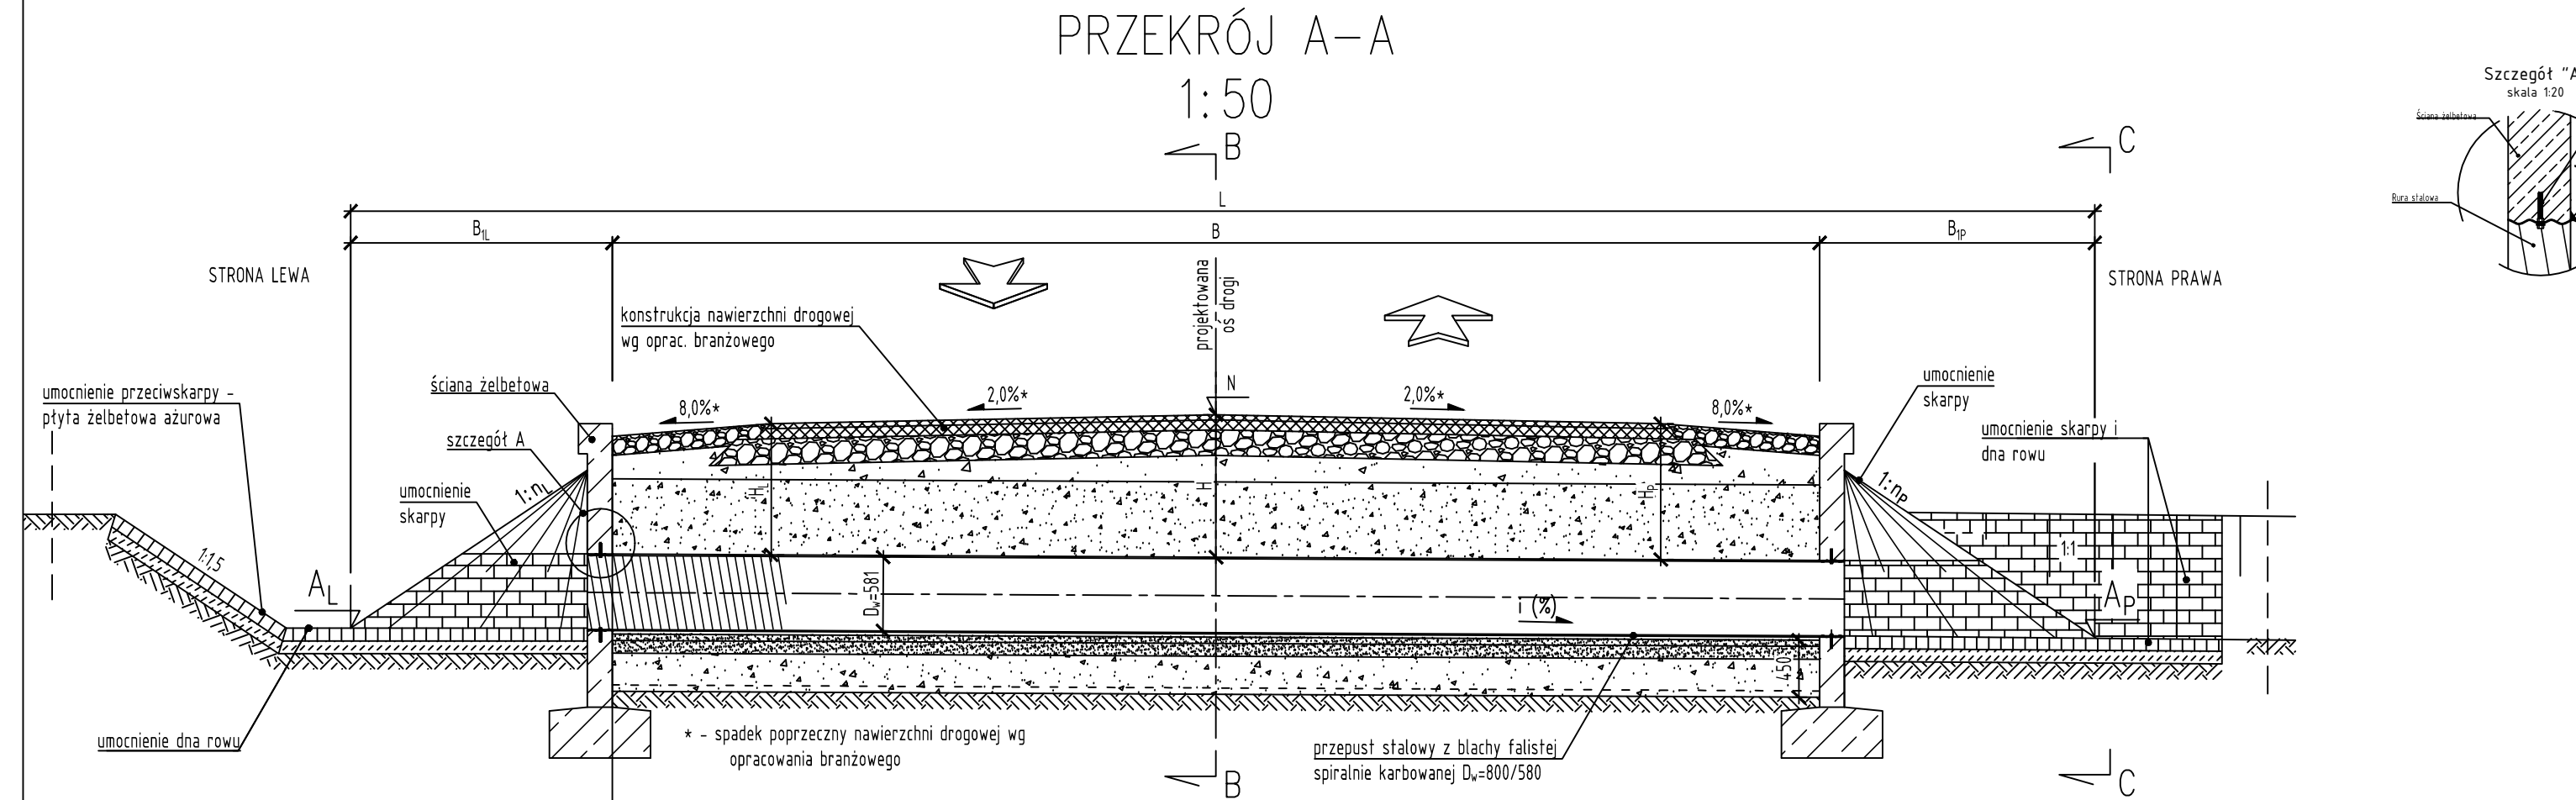 PRZEKRÓJ A-A
1:50
Szczegół "A
skala 1:20
Ściana żelbetowa
Rura stalowa
B
C
L
B1L
B
B1P
STRONA LEWA
STRONA PRAWA
projektowana
oś drogi
konstrukcja nawierzchni drogowej
wg oprac. branżowego
umocnienie przeciwskarpy -
płyta żelbetowa ażurowa
ściana żelbetowa
szczegół A
umocnienie
skarpy
8,0%*
2,0%*
N
2,0%*
8,0%*
umocnienie
skarpy
umocnienie skarpy i
dna rowu
1:nL
1:nP
HL
H
HP
1:1,5
1:1
AL
AP
Dw=581
i (%)
450
umocnienie dna rowu
* - spadek poprzeczny nawierzchni drogowej wg
opracowania branżowego
przepust stalowy z blachy falistej
spiralnie karbowanej Dw=800/580
B
C